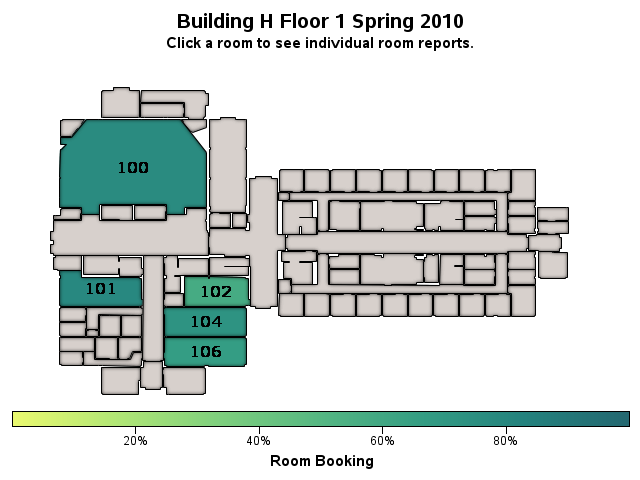 Building H Floor 1 Spring 2010
Click a room to see individual room reports.
100
101
102
104
106
20% 40% 60% 80%
Room Booking